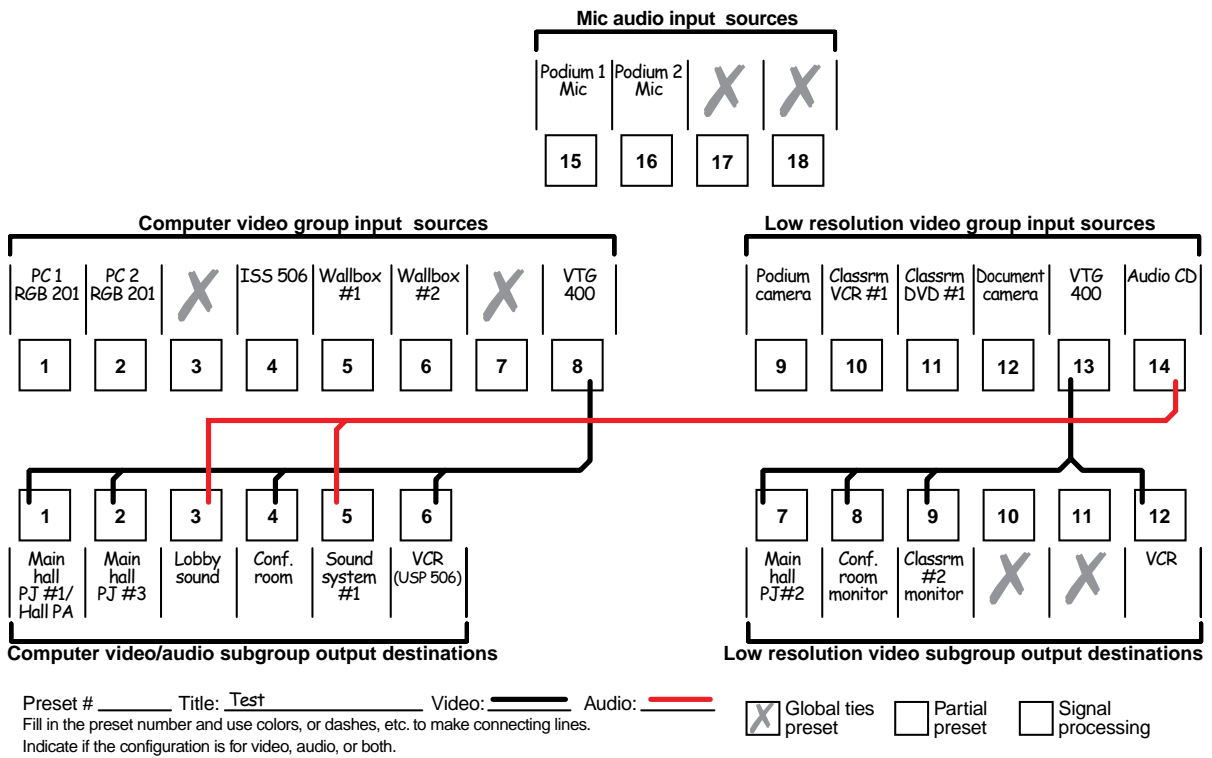 Mic audio input sources
Podium 1 Mic
Podium 2 Mic
15 16 17 18
Computer video group input sources
PC 1 RGB 201
PC 2 RGB 201
ISS 506
Wallbox #1
Wallbox #2
VTG 400
1 2 3 4 5 6 7 8
Low resolution video group input sources
Podium camera
Classrm VCR #1
Classrm DVD #1
Document camera
VTG 400
Audio CD
9 10 11 12 13 14
1 2 3 4 5 6
Main hall PJ #1/ Hall PA
Main hall PJ #3
Lobby sound
Conf. room
Sound system #1
VCR (USP 506)
Computer video/audio subgroup output destinations
7 8 9 10 11 12
Main hall PJ#2
Conf. room monitor
Classrm #2 monitor
VCR
Low resolution video subgroup output destinations
Preset # Title: Test Video: Audio:
Fill in the preset number and use colors, or dashes, etc. to make connecting lines.
Indicate if the configuration is for video, audio, or both.
Global ties preset
Partial preset
Signal processing